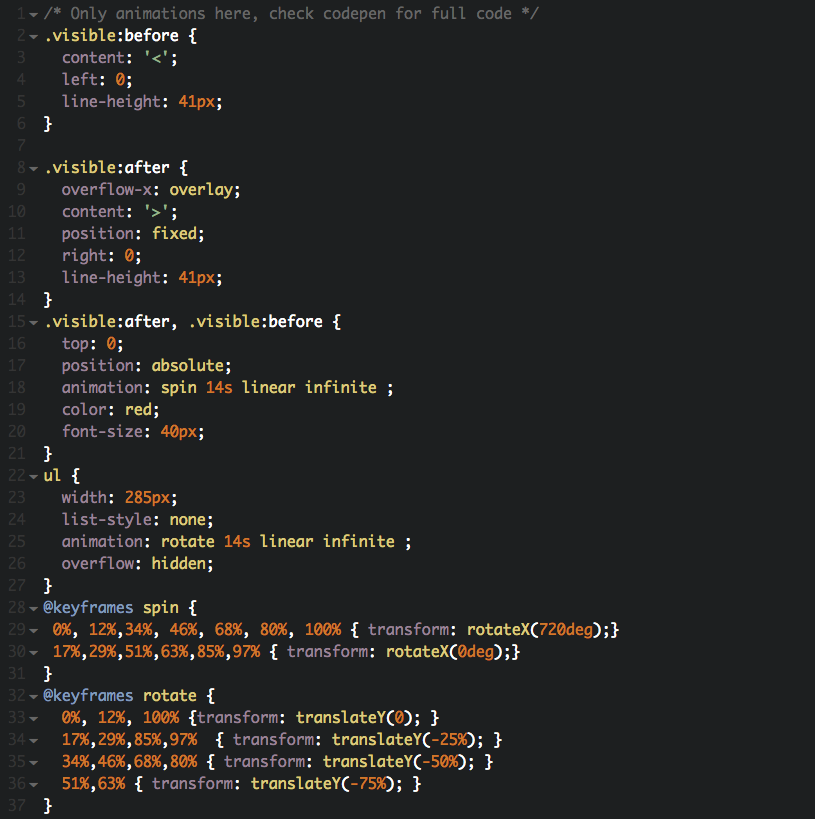 1 /* Only animations here, check codepen for full code */
2 .visible:before {
3   content: '<';
4   left: 0;
5   line-height: 41px;
6 }
7
8 .visible:after {
9   overflow-x: overlay;
10   content: '>';
11   position: fixed;
12   right: 0;
13   line-height: 41px;
14 }
15 .visible:after, .visible:before {
16   top: 0;
17   position: absolute;
18   animation: spin 14s linear infinite ;
19   color: red;
20   font-size: 40px;
21 }
22 ul {
23   width: 285px;
24   list-style: none;
25   animation: rotate 14s linear infinite ;
26   overflow: hidden;
27 }
28 @keyframes spin {
29  0%, 12%,34%, 46%, 68%, 80%, 100% { transform: rotateX(720deg);}
30  17%,29%,51%,63%,85%,97% { transform: rotateX(0deg);}
31 }
32 @keyframes rotate {
33   0%, 12%, 100% {transform: translateY(0); }
34   17%,29%,85%,97%  { transform: translateY(-25%); }
35   34%,46%,68%,80% { transform: translateY(-50%); }
36   51%,63% { transform: translateY(-75%); }
37 }